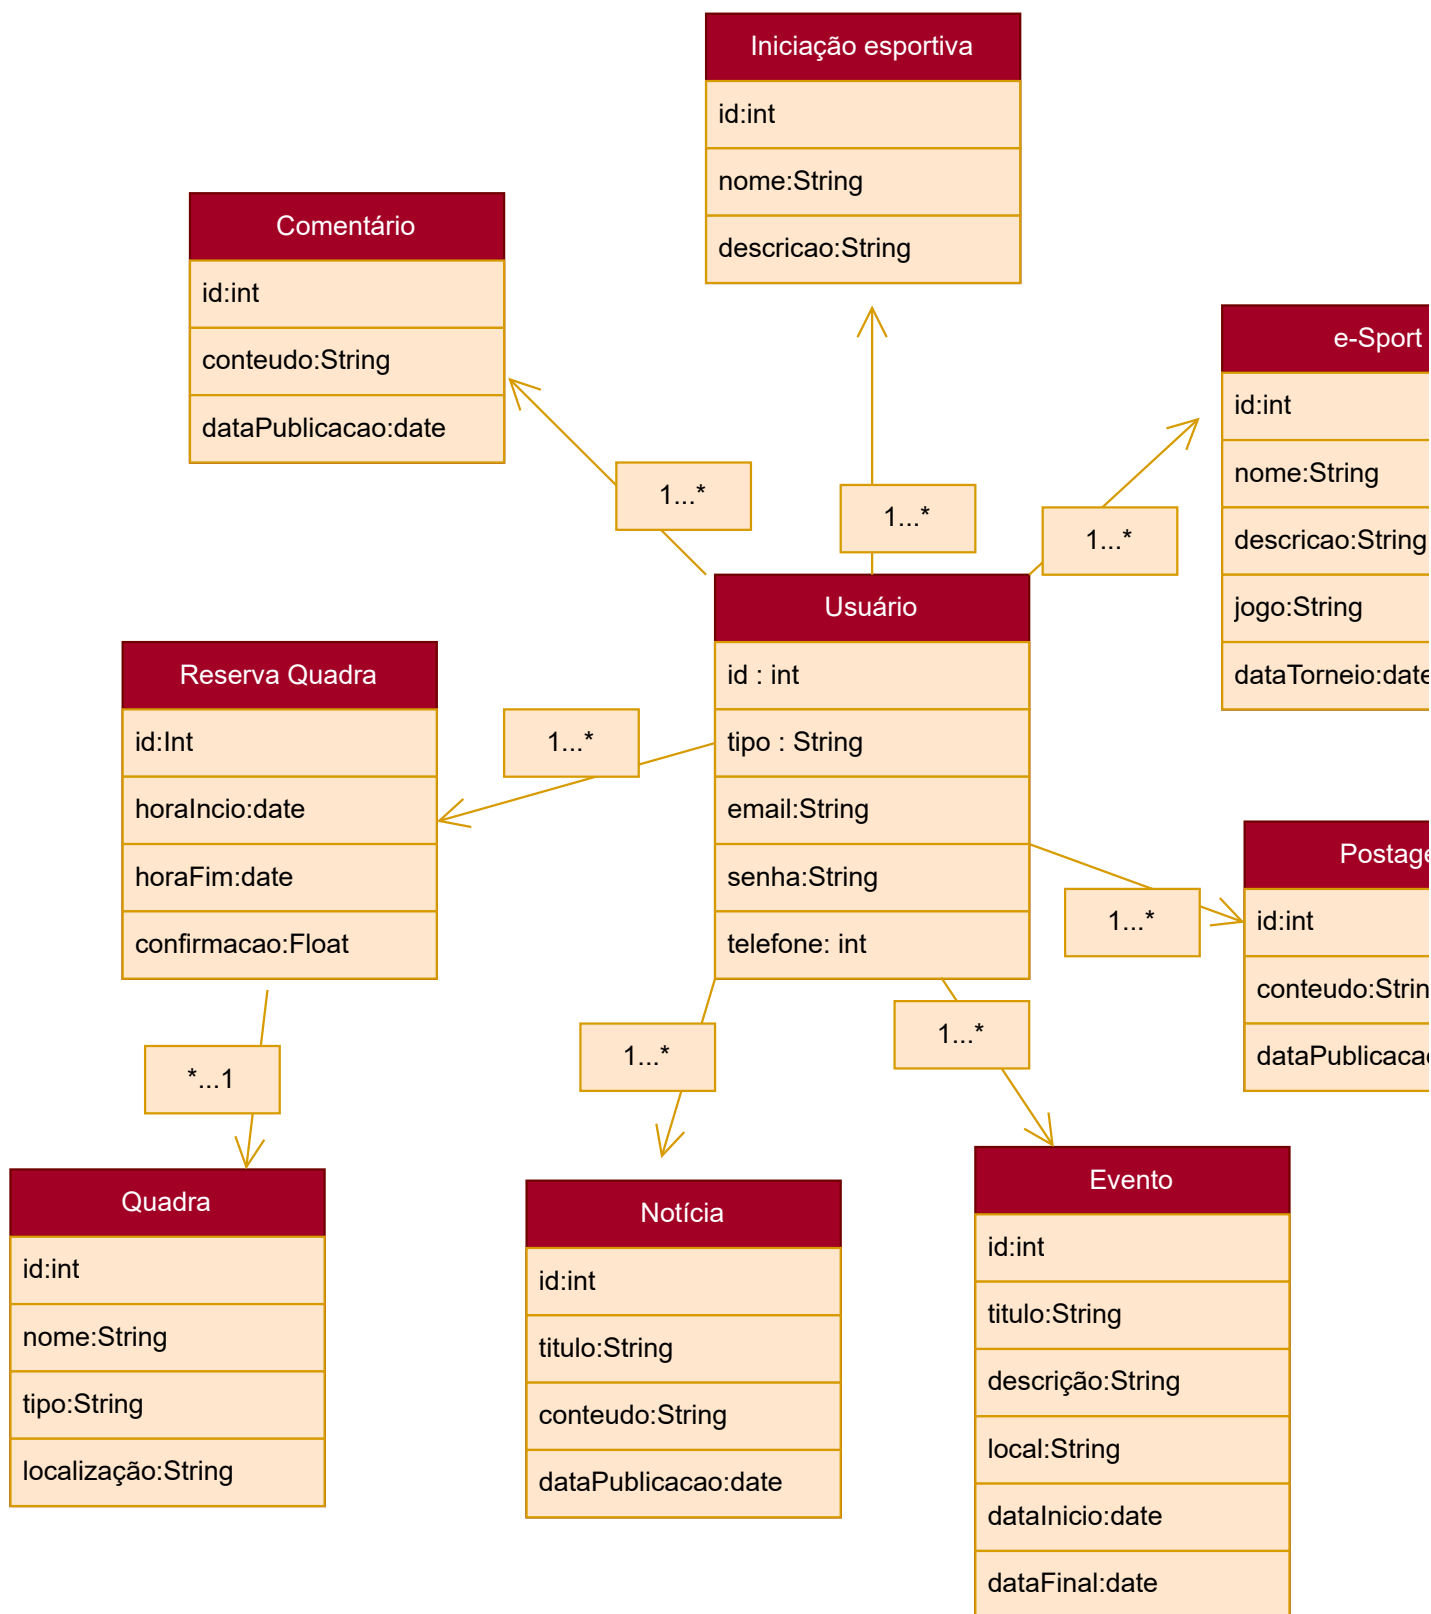 Iniciação esportiva
id:int
nome:String
descricao:String
Comentário
id:int
conteudo:String
dataPublicacao:date
e-Sport
id:int
nome:String
descricao:String
jogo:String
dataTorneio:date
1...*
1...*
1...*
Usuário
id : int
tipo : String
email:String
senha:String
telefone: int
Reserva Quadra
id:Int
horaIncio:date
horaFim:date
confirmacao:Float
1...*
1...*
id:int
*...1
1...*
1...*
Quadra
id:int
nome:String
tipo:String
localização:String
Notícia
id:int
titulo:String
conteudo:String
dataPublicacao:date
Evento
id:int
titulo:String
descrição:String
local:String
dataInicio:date
dataFinal:date